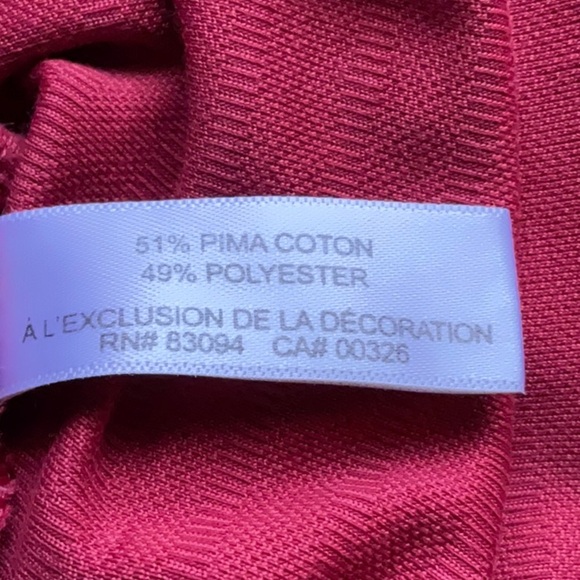 51% PIMA COTON
49% POLYESTER
À L'EXCLUSION DE LA DÉCORATION
RN# 83094 CA# 00326